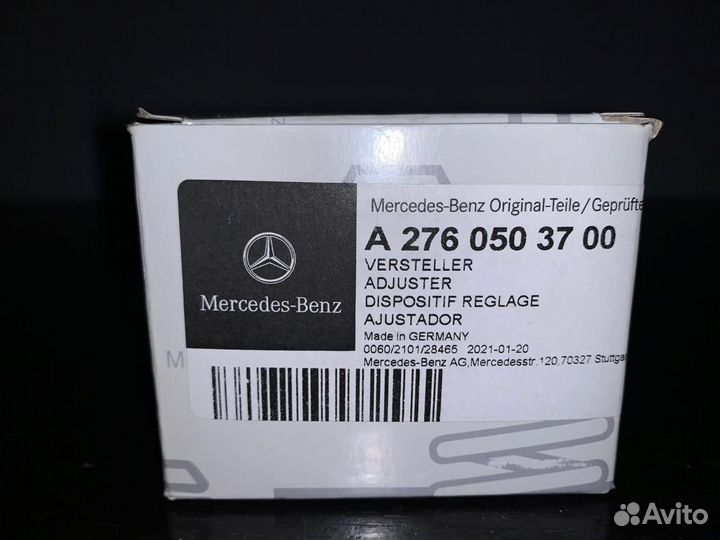 Mercedes-Benz
Mercedes-Benz Original-Teile/Geprüfte
A 276 050 37 00
VERSTELLER
ADJUSTER
DISPOSITIF REGLAGE
AJUSTADOR
Made in GERMANY
0060/2101/28465 2021-01-20
Mercedes-Benz AG,Mercedesstr.120,70327 Stuttga
Avito